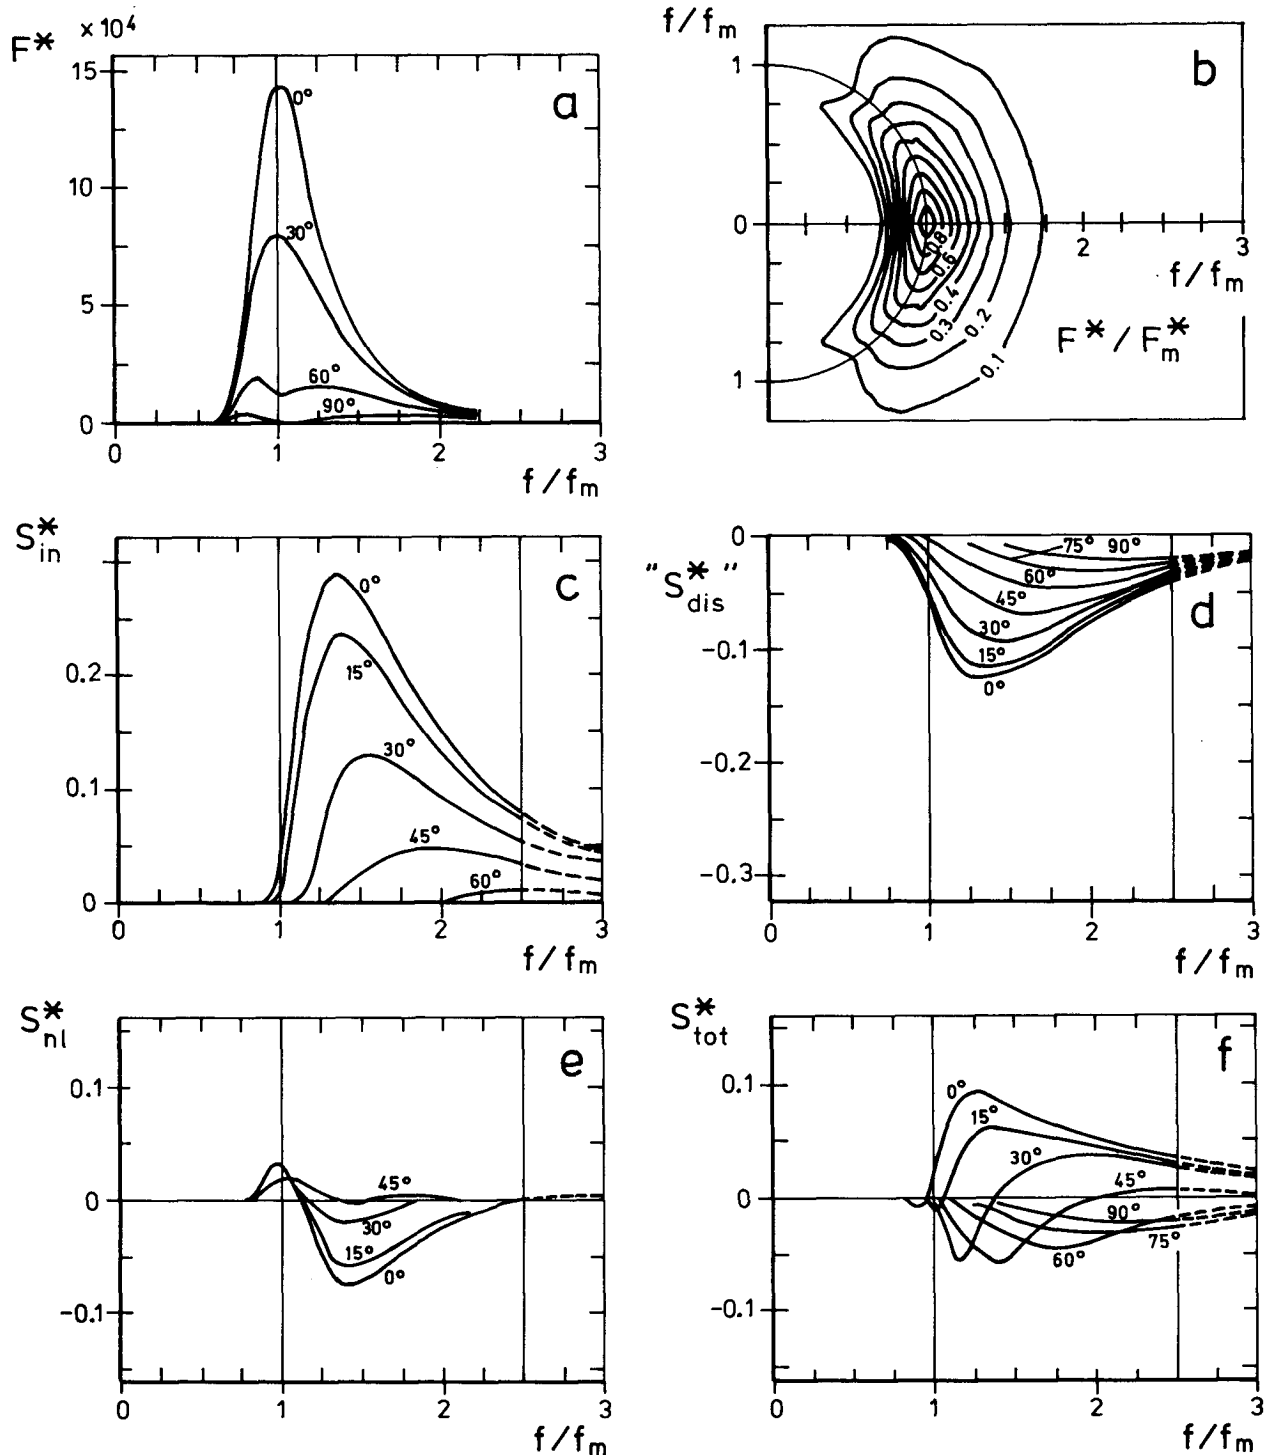 F* ×10⁴
a
15
10
5
0
0°
30°
60°
90°
0 1 2 3
f/fₘ
f/fₘ
b
1
0
1
2 3
f/fₘ
0.8
0.6
0.4
0.3
0.2
0.1
F*/F*ₘ
S*in
c
0.2
0.1
0
0°
15°
30°
45°
60°
0 1 2 3
f/fₘ
"S*dis"
d
0
-0.1
-0.2
-0.3
75° 90°
60°
45°
30°
15°
0°
0 1 2 3
f/fₘ
S*nl
e
0.1
0
-0.1
45°
30°
15°
0°
0 1 2 3
f/fₘ
S*tot
f
0.1
0
-0.1
0°
15°
30°
45°
90°
75°
60°
0 1 2 3
f/fₘ